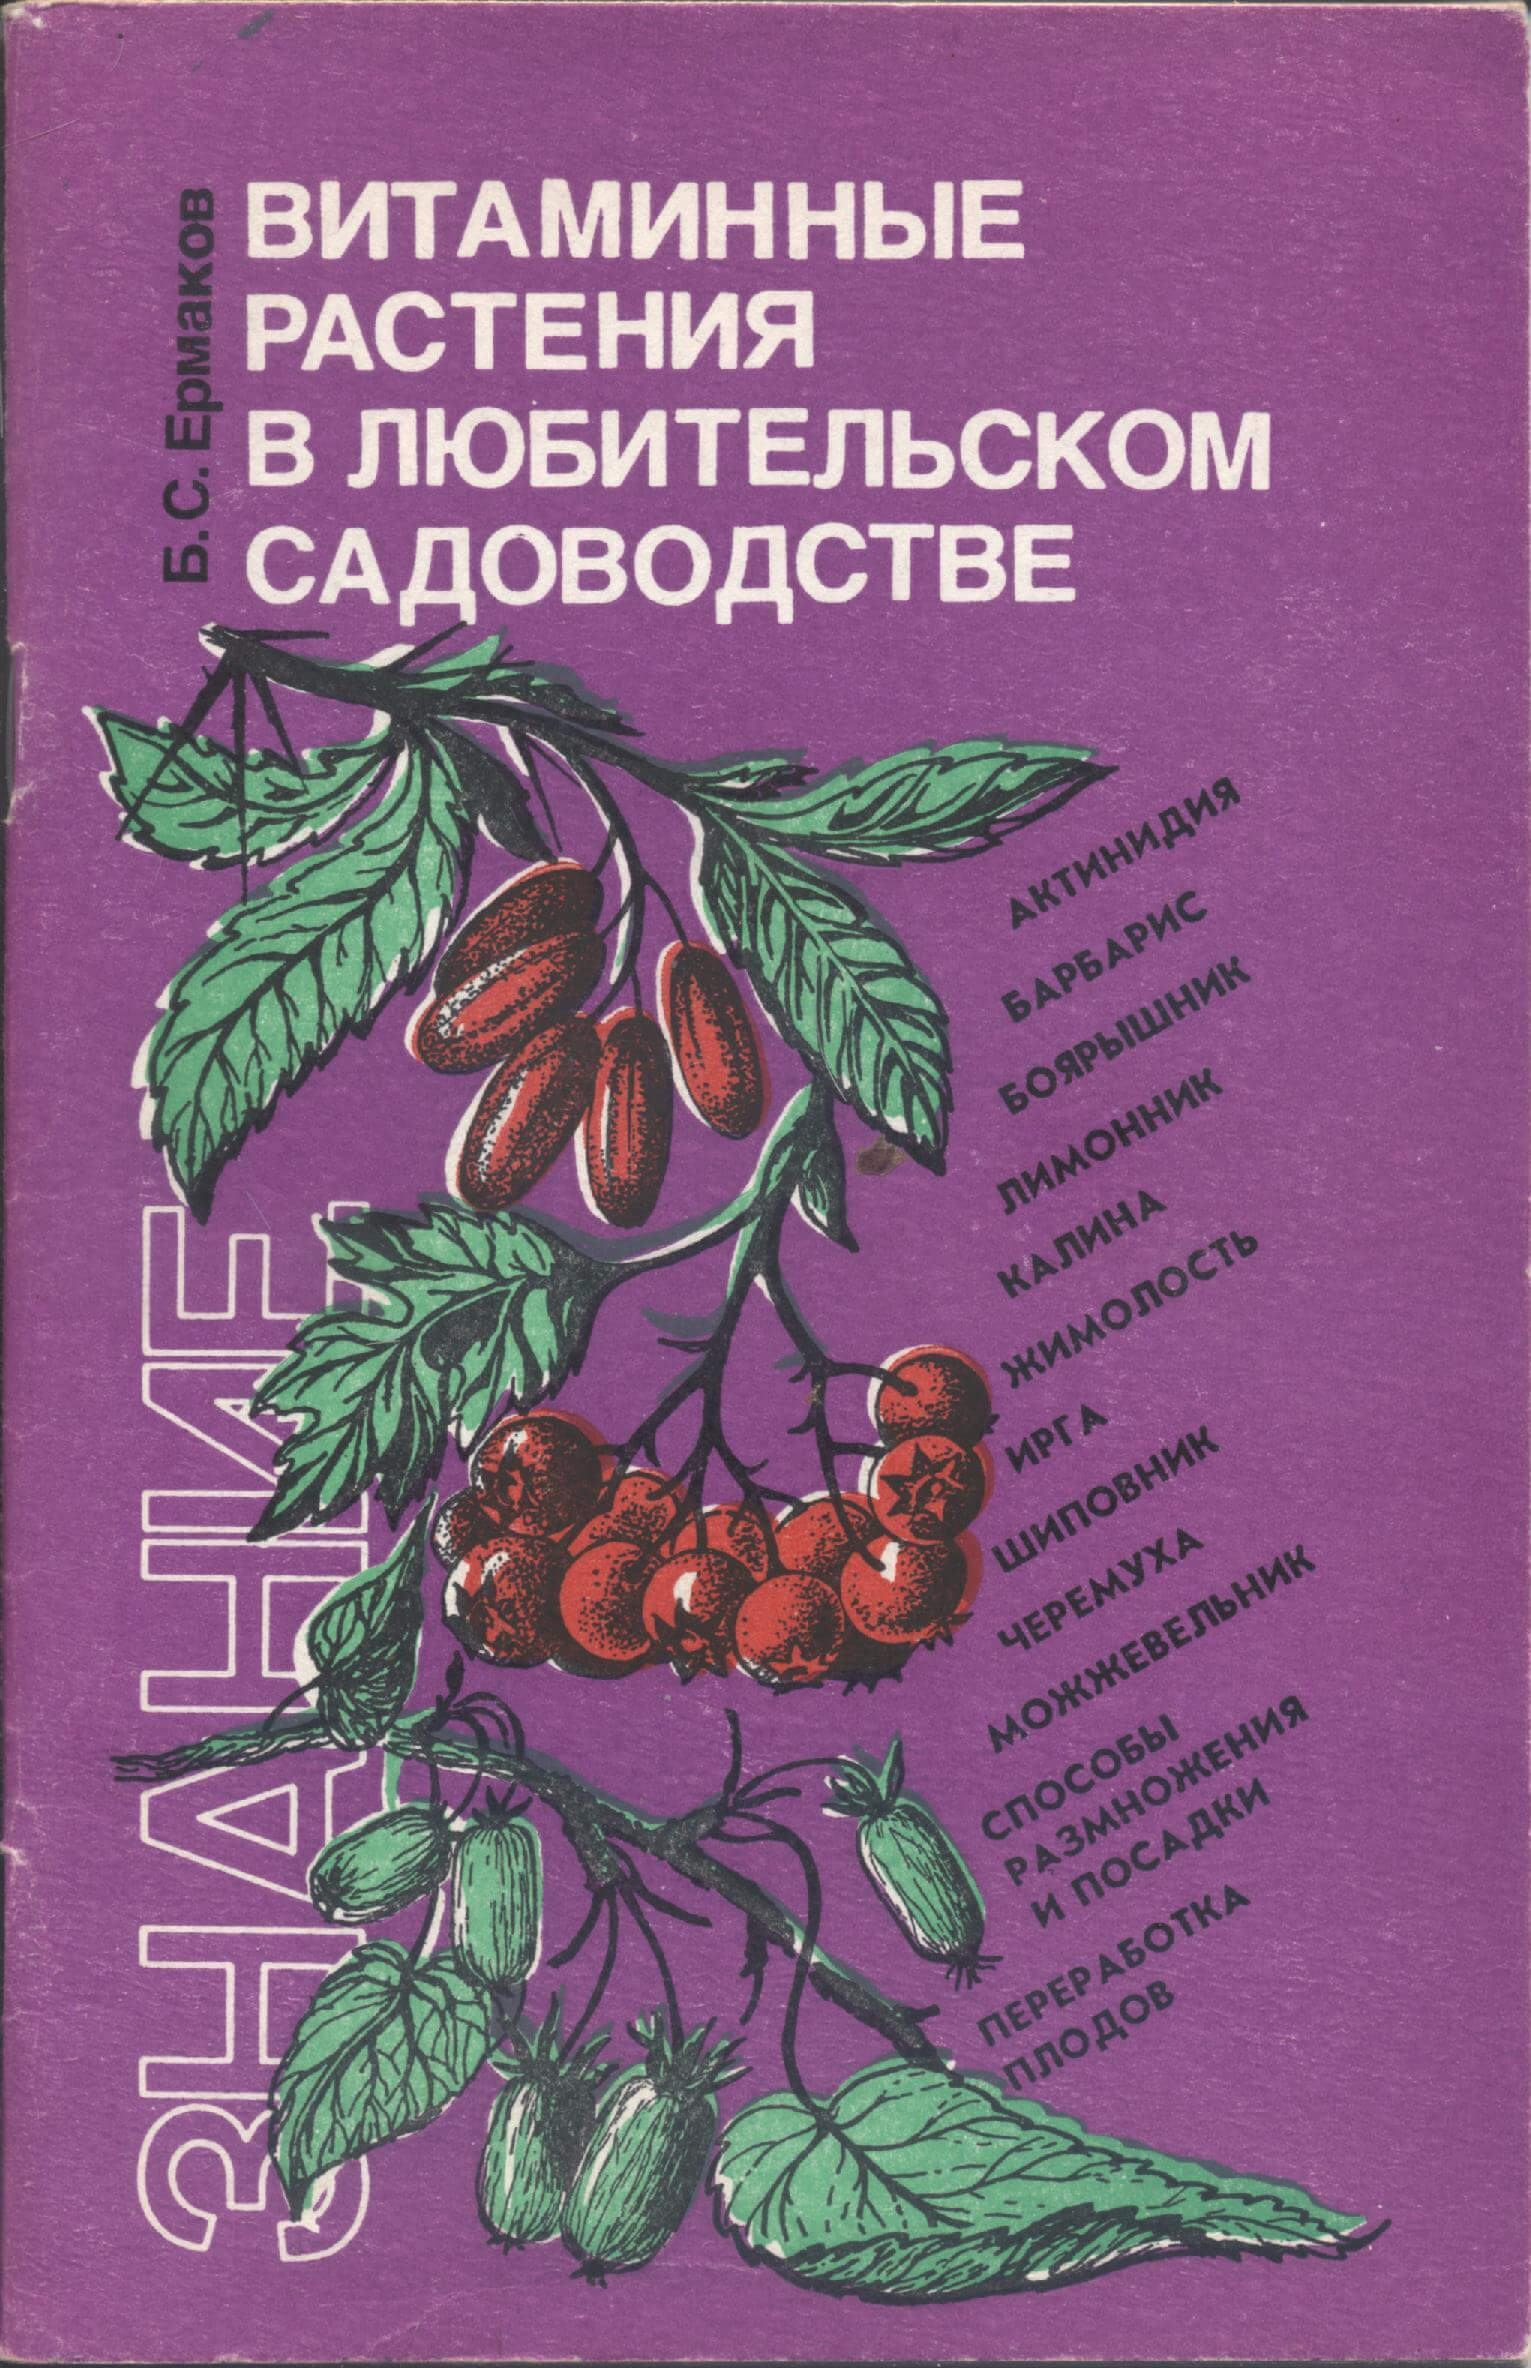 Б. С. Ермаков
ВИТАМИННЫЕ
РАСТЕНИЯ
В ЛЮБИТЕЛЬСКОМ
САДОВОДСТВЕ
АКТИНИДИЯ
БАРБАРИС
БОЯРЫШНИК
ЛИМОННИК
КАЛИНА
ЖИМОЛОСТЬ
ИРГА
ШИПОВНИК
ЧЕРЕМУХА
МОЖЖЕВЕЛЬНИК
СПОСОБЫ
РАЗМНОЖЕНИЯ
И ПОСАДКИ
ПЕРЕРАБОТКА
ПЛОДОВ
ЗНАНИЕ